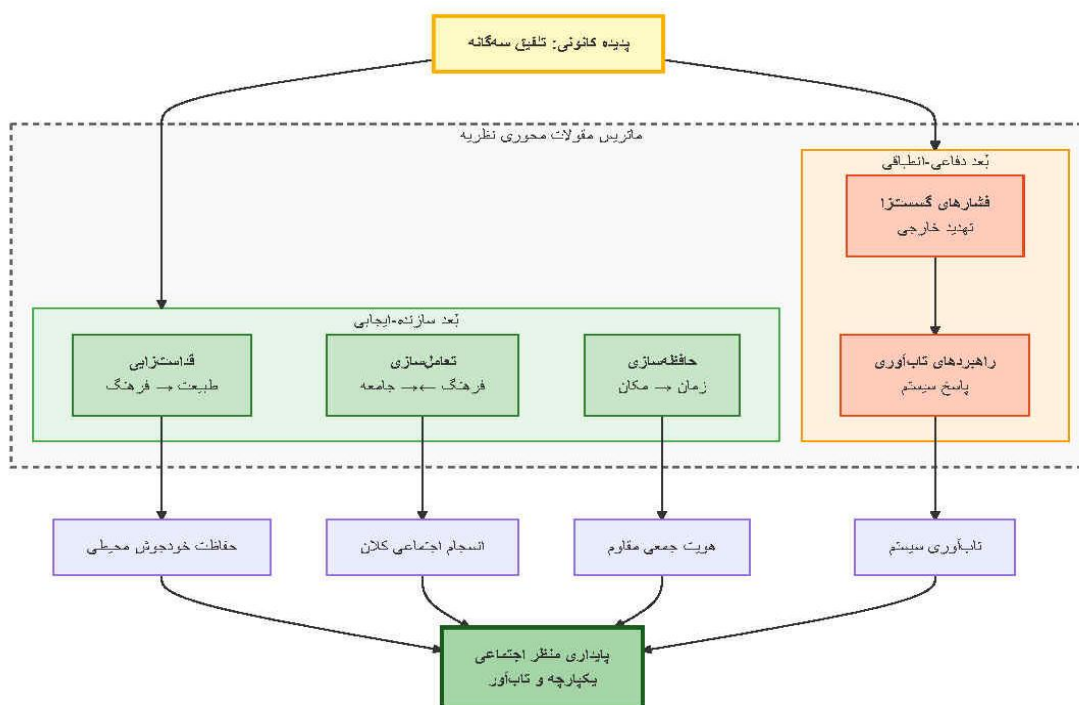 پدیده کانونی: تلفیق سه‌گانه
ماتریس مقولات محوری نظریه
بُعد دفاعی-انطباقی
فشارهای گسست‌زا
تهدید خارجی
بُعد سازنده-ایجابی
قداست‌زایی
طبیعت → فرهنگ
تعامل‌سازی
فرهنگ ←→ جامعه
حافظه‌سازی
زمان → مکان
راهبردهای تاب‌آوری
پاسخ سیستم
حفاظت خودجوش محیطی
انسجام اجتماعی کلان
هویت جمعی مقاوم
تاب‌آوری سیستم
پایداری منظر اجتماعی
یکپارچه و تاب‌آور